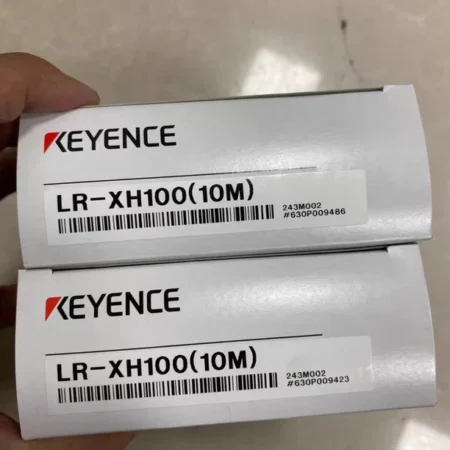 KEYENCE
LR-XH100(10M)
243M002
#630P009486
KEYENCE
LR-XH100(10M)
243M002
#630P009423